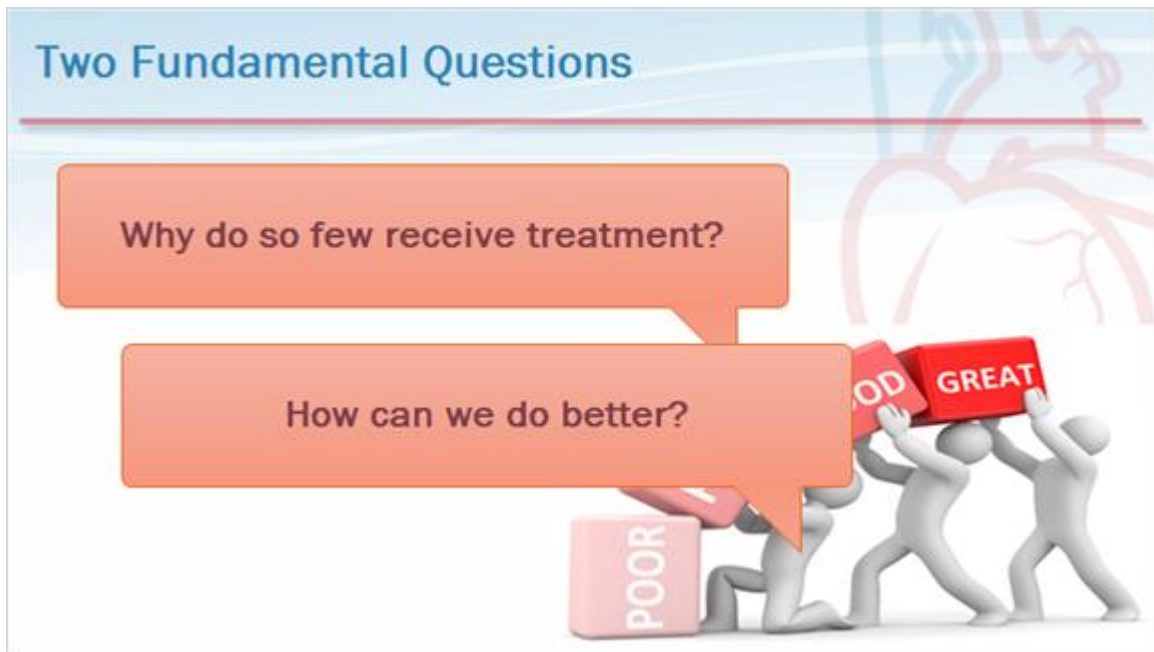 Two Fundamental Questions
Why do so few receive treatment?
How can we do better?
GREAT
POOR